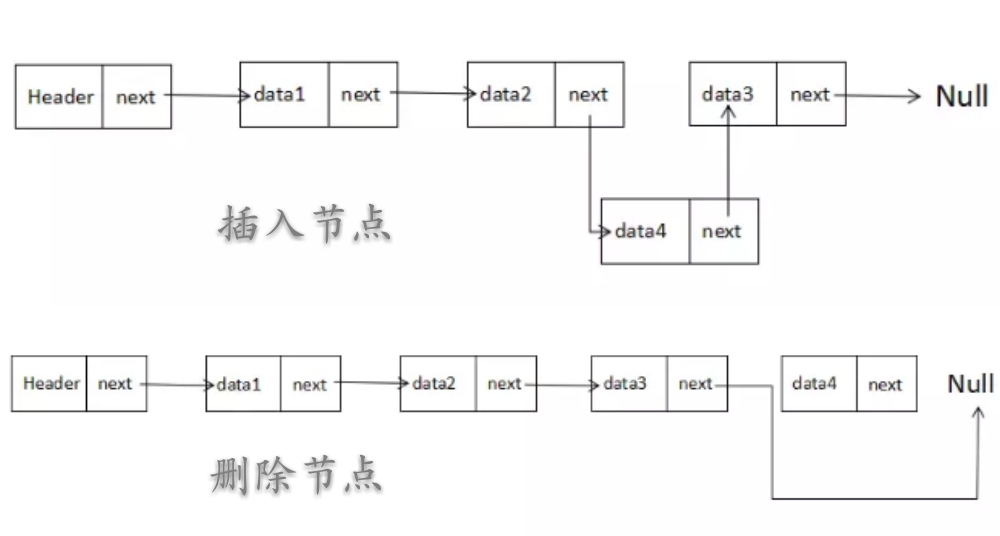 Header next data1 next data2 next data3 next Null
data4 next
插入节点
Header next data1 next data2 next data3 next data4 next Null
删除节点